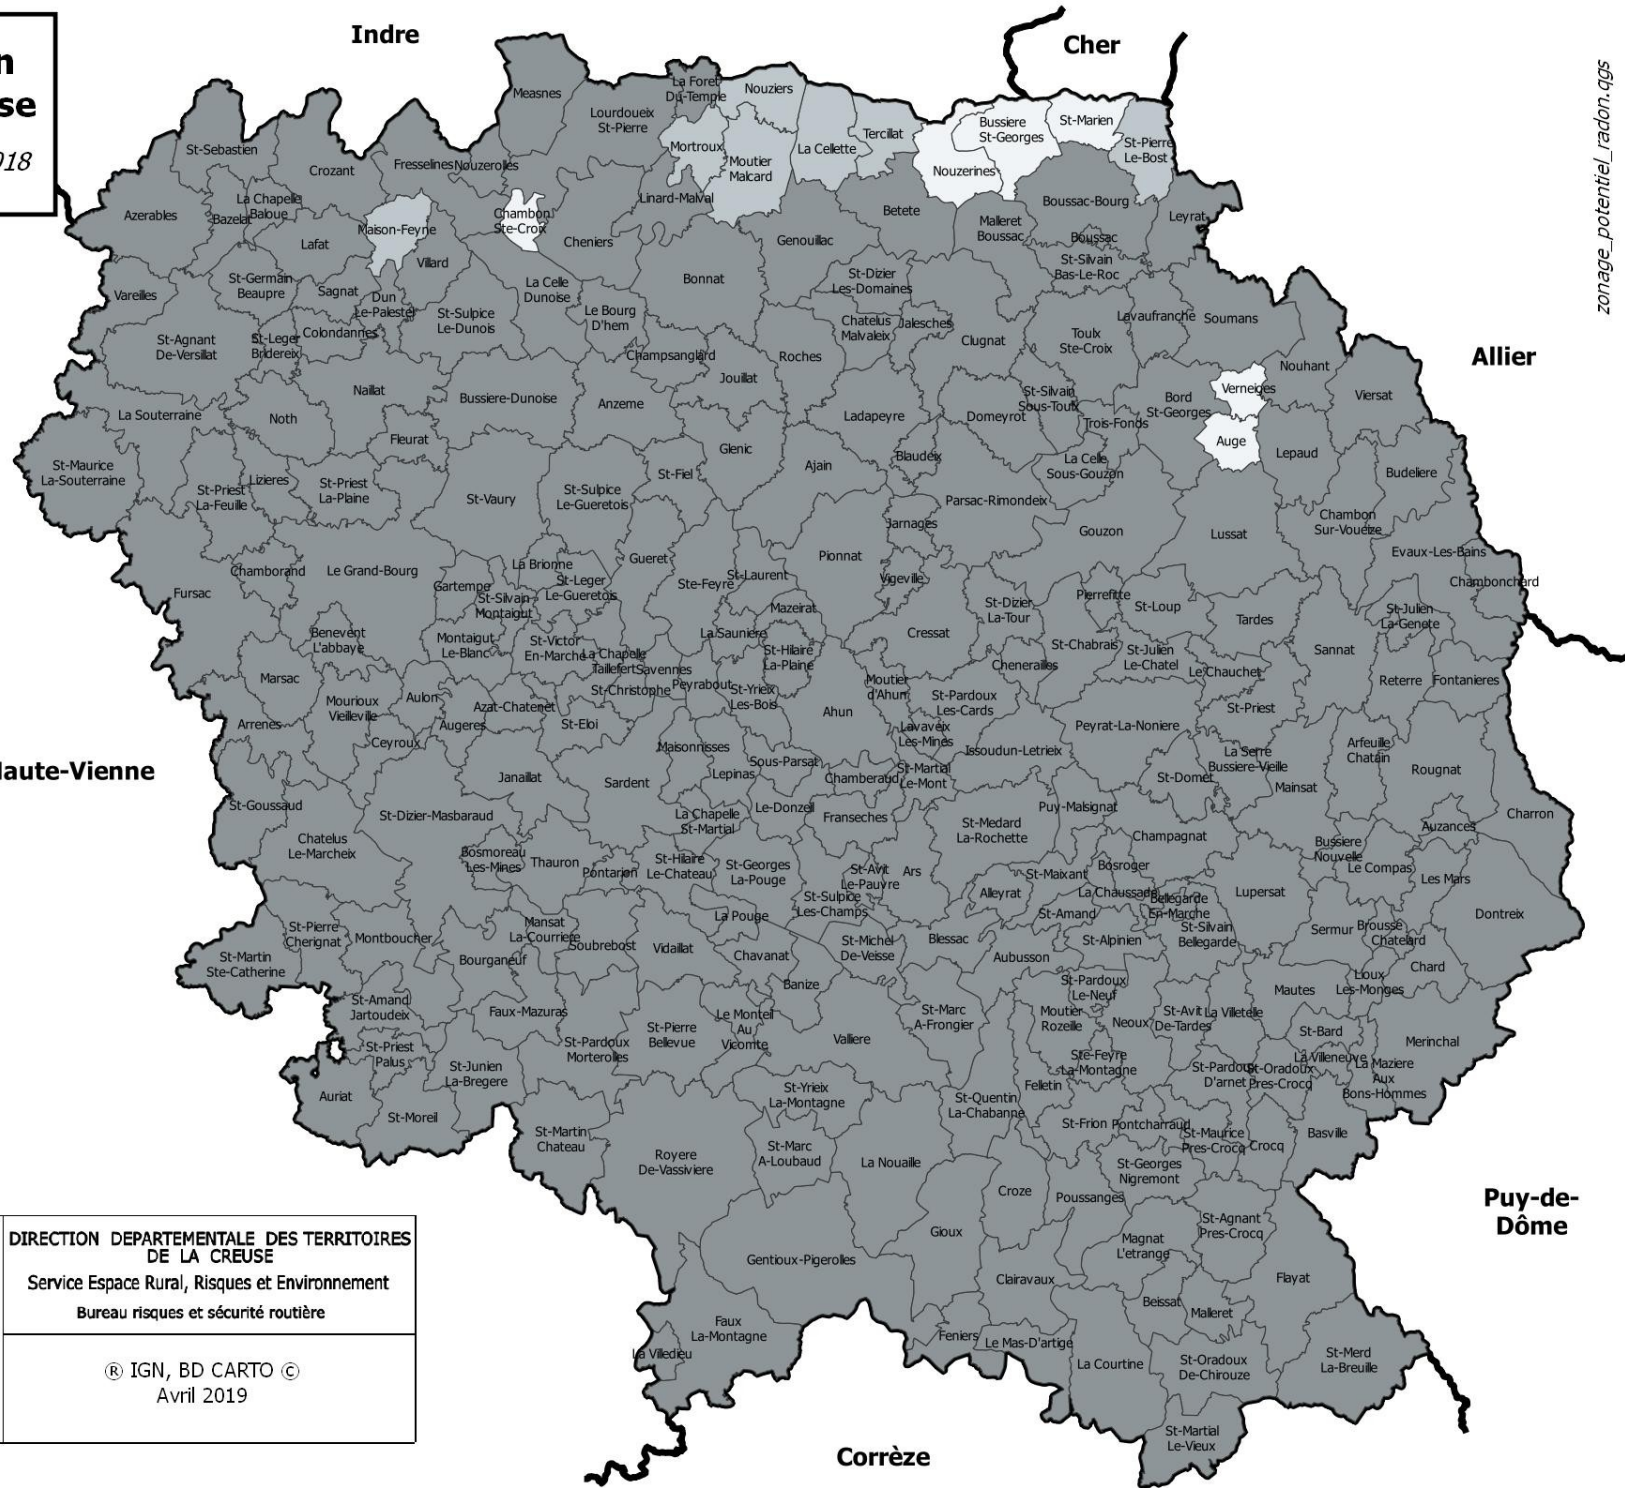 Indre
Cher
zonage_potentiel_radon.qgs
Measnes
La Foret
Du-Temple
Nouziers
Lourdoueix
St-Pierre
Bussiere
St-Georges
St-Marien
Tercillat
St-Sebastien
Mortroux
La Cellette
St-Pierre
Le-Bost
Crozant
Fresselines
Nouzerolles
Moutier
Malcard
Nouzerines
La Chapelle
Baloue
Linard-Malval
Boussac-Bourg
Azerables
Bazelat
Chambon
Ste-Croix
Betete
Leyrat
Maison-Feyne
Malleret
Boussac
Lafat
Cheniers
Genouillac
Boussac
Villard
St-Silvain
Bas-Le-Roc
St-Germain
Beaupre
Bonnat
St-Dizier
Les-Domaines
Vareilles
Sagnat
Dun
Le-Palestel
La Celle
Dunoise
St-Sulpice
Le-Dunois
Le Bourg
D'hem
Chatelus
Malvaleix
Jalesches
Lavaufranche
Soumans
Colondannes
St-Agnant
De-Versillat
St-Leger
Bridereix
Toulx
Ste-Croix
Clugnat
Allier
Champsanglard
Roches
Nouhant
Jouillat
Naillat
Verneiges
Viersat
Bussiere-Dunoise
Anzeme
St-Silvain
Sous-Toulx
Bord
St-Georges
La Souterraine
Noth
Ladapeyre
Domeyrot
Trois-Fonds
Fleurat
Glenic
Auge
Lepaud
Blaudeix
La Celle
Sous-Gouzon
St-Maurice
La-Souterraine
Ajain
St-Fiel
Budeliere
Lizieres
St-Priest
La-Feuille
St-Priest
La-Plaine
St-Vaury
St-Sulpice
Le-Gueretois
Parsac-Rimondeix
Chambon
Sur-Voueize
Jarnages
Gouzon
Lussat
Pionnat
Evaux-Les-Bains
Gueret
La Brionne
Chamborand
Le Grand-Bourg
St-Laurent
Ste-Feyre
Vigeville
Chambonchard
Gartempe
St-Leger
Le-Gueretois
Fursac
St-Silvain
Montaigut
Pierrefitte
St-Loup
Mazeirat
St-Dizier
La-Tour
St-Julien
La-Genete
Tardes
Benevent
L'abbaye
La Sauniere
Cressat
Montaigut
Le-Blanc
St-Victor
En-Marche
St-Chabrais
St-Julien
Le-Chatel
Sannat
La Chapelle
Taillefert
Savennes
St-Hilaire
La-Plaine
Chenerailles
Le Chauchet
Marsac
Moutier
d'Ahun
Reterre
Fontanieres
Peyrabout
St-Christophe
St-Yrieix
Les-Bois
Mourioux
Vieilleville
Aulon
St-Pardoux
Les-Cards
Azat-Chatenet
St-Priest
Ahun
Arrenes
Augeres
St-Eloi
Lavaveix
Les-Mines
Peyrat-La-Noniere
Ceyroux
Maisonnisses
Issoudun-Letrieix
Arfeuille
Chatain
La Serre
Bussiere-Vieille
Haute-Vienne
Sous-Parsat
Lepinas
Janaillat
Sardent
Chamberaud
St-Martial
Le-Mont
St-Domet
Rougnat
Mainsat
St-Goussaud
Le-Donzeil
Puy-Malsignat
St-Dizier-Masbaraud
La Chapelle
St-Martial
Franseches
Charron
St-Medard
La-Rochette
Auzances
Chatelus
Le-Marcheix
Champagnat
Bussiere
Nouvelle
Bosmoreau
Les-Mines
Thauron
Pontarion
St-Hilaire
Le-Chateau
St-Georges
La-Pouge
St-Avit
Le-Pauvre
Ars
Bosroger
St-Maixant
Le Compas
Les Mars
Alleyrat
La Chaussade
Lupersat
St-Sulpice
Les-Champs
Bellegarde
En-Marche
St-Amand
La Pouge
Dontreix
Mansat
La-Courriere
St-Pierre
Cherignat
Montboucher
Soubrebost
Vidaillat
St-Michel
De-Veisse
Blessac
St-Alpinien
St-Silvain
Bellegarde
Sermur
Brousse
Chatelard
St-Martin
Ste-Catherine
Bourganeuf
Chavanat
Aubusson
Chard
Banize
St-Pardoux
Le-Neuf
Mautes
Lioux
Les-Monges
St-Amand
Jartoudeix
Faux-Mazuras
Le Monteil
Au
Vicomte
St-Marc
A-Frongier
Moutier
Rozeille
Neoux
St-Avit
De-Tardes
La Villetelle
St-Pierre
Bellevue
Valliere
St-Bard
Merinchal
St-Priest
Palus
St-Pardoux
Morterolles
Ste-Feyre
La-Montagne
La Villeneuve
St-Junien
La-Bregere
St-Pardoux
D'arnet
St-Oradoux
Pres-Crocq
La Maziere
Aux
Bons-Hommes
Auriat
St-Yrieix
La-Montagne
Felletin
St-Quentin
La-Chabanne
St-Moreil
St-Frion
Pontcharraud
St-Maurice
Pres-Crocq
Crocq
Basville
St-Martin
Chateau
St-Marc
A-Loubaud
Royere
De-Vassiviere
La Nouaille
St-Georges
Nigremont
Croze
Poussanges
Puy-de-
Dôme
St-Agnant
Pres-Crocq
Gioux
Magnat
L'etrange
Gentioux-Pigerolles
Clairavaux
Flayat
Beissat
Malleret
Faux
La-Montagne
Feniers
Le Mas-D'artige
La Villedieu
La Courtine
St-Oradoux
De-Chirouze
St-Merd
La-Breuille
St-Martial
Le-Vieux
Corrèze
DIRECTION DEPARTEMENTALE DES TERRITOIRES
DE LA CREUSE
Service Espace Rural, Risques et Environnement
Bureau risques et sécurité routière
® IGN, BD CARTO ©
Avril 2019